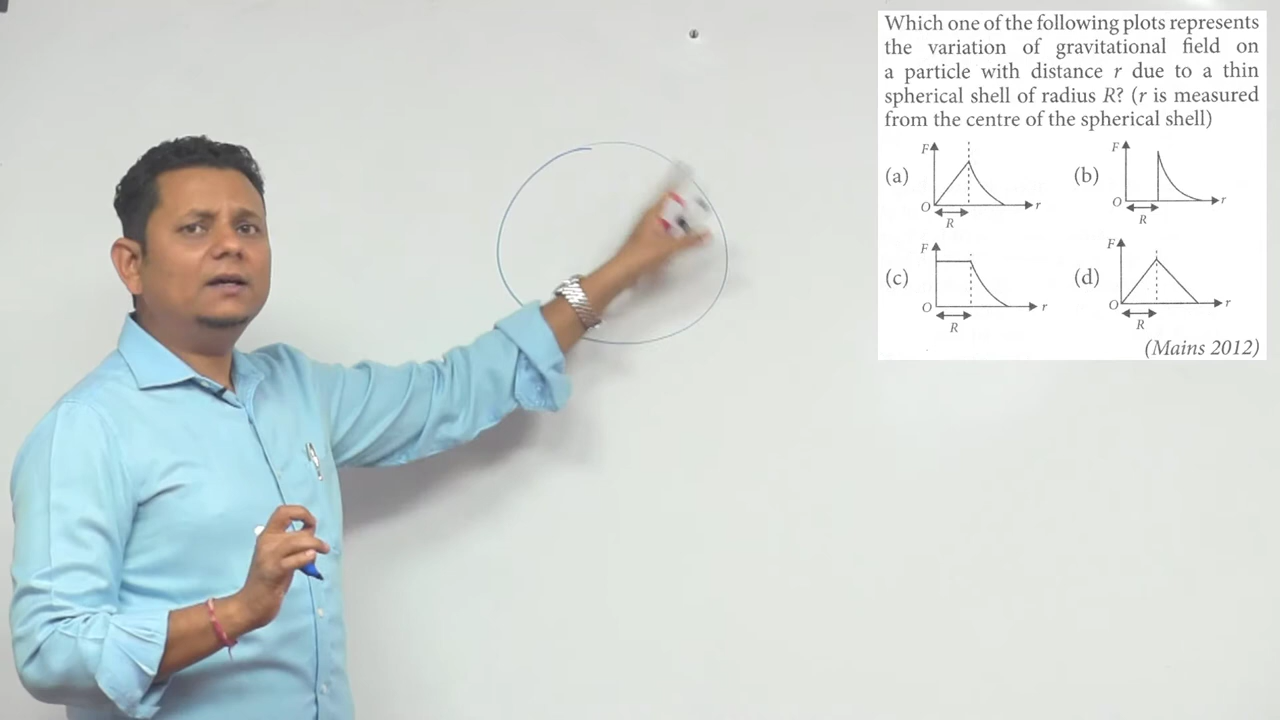 Which one of the following plots represents
the variation of gravitational field on
a particle with distance r due to a thin
spherical shell of radius R? (r is measured
from the centre of the spherical shell)
(a) F O R r
(b) F O R r
(c) F O R r
(d) F O R r
(Mains 2012)